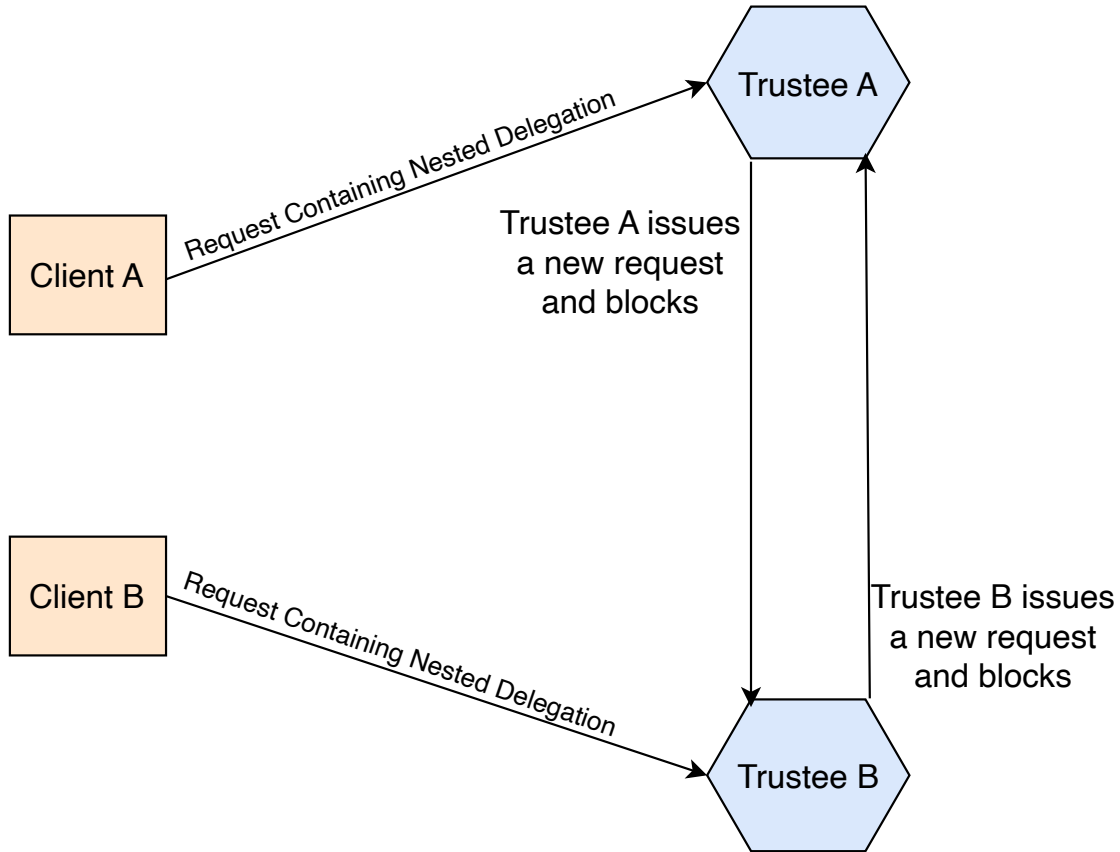 Trustee A
Request Containing Nested Delegation
Client A
Trustee A issues
a new request
and blocks
Client B
Request Containing Nested Delegation
Trustee B issues
a new request
and blocks
Trustee B